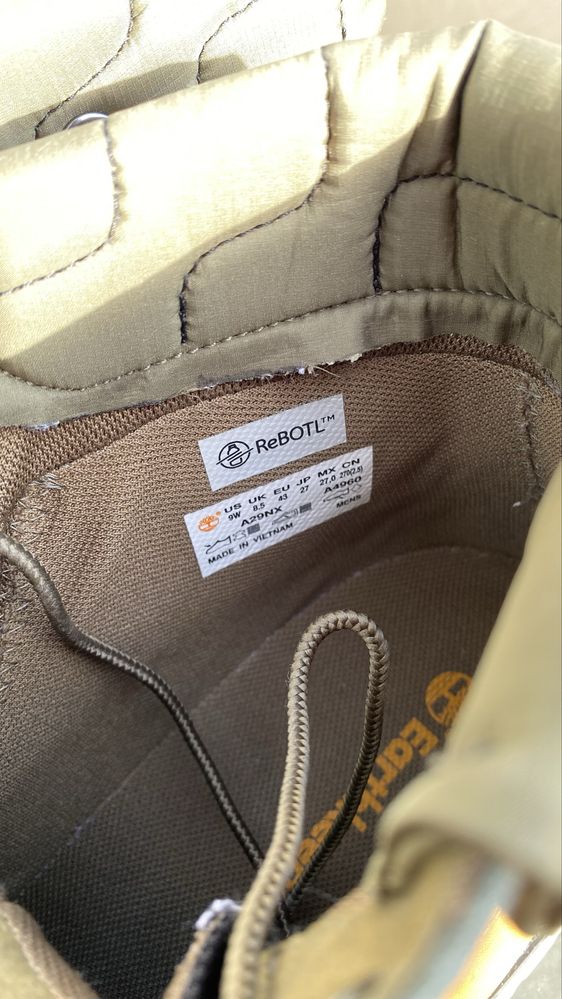 ReBOTL™
US UK EU JP MX CN
9W 8.5 43 27 27.0 270(2.5)
A29NX A4960
MCNS
MADE IN VIETNAM